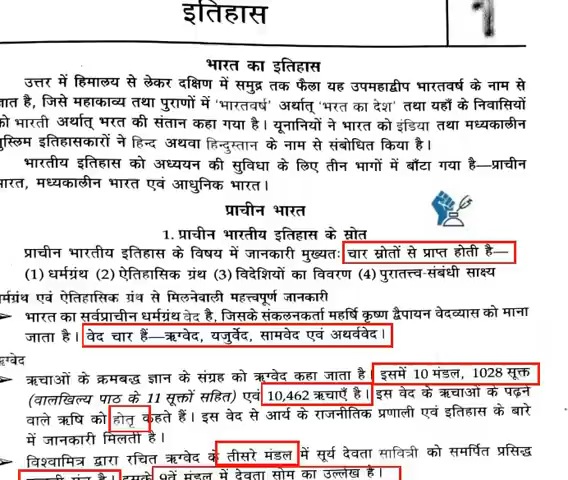 इतिहास
भारत का इतिहास
उत्तर में हिमालय से लेकर दक्षिण में समुद्र तक फैला यह उपमहाद्वीप भारतवर्ष के नाम से
ज्ञात है, जिसे महाकाव्य तथा पुराणों में 'भारतवर्ष' अर्थात् 'भरत का देश' तथा यहाँ के निवासियों
को भारती अर्थात् भरत की संतान कहा गया है। यूनानियों ने भारत को इंडिया तथा मध्यकालीन
मुस्लिम इतिहासकारों ने हिन्द अथवा हिन्दुस्तान के नाम से संबोधित किया है।
भारतीय इतिहास को अध्ययन की सुविधा के लिए तीन भागों में बाँटा गया है—प्राचीन
भारत, मध्यकालीन भारत एवं आधुनिक भारत।
प्राचीन भारत
1. प्राचीन भारतीय इतिहास के स्रोत
प्राचीन भारतीय इतिहास के विषय में जानकारी मुख्यतः चार स्रोतों से प्राप्त होती है—
(1) धर्मग्रंथ (2) ऐतिहासिक ग्रंथ (3) विदेशियों का विवरण (4) पुरातत्त्व-संबंधी साक्ष्य
धर्मग्रंथ एवं ऐतिहासिक ग्रंथ से मिलनेवाली महत्त्वपूर्ण जानकारी
➢ भारत का सर्वप्राचीन धर्मग्रंथ वेद है, जिसके संकलनकर्ता महर्षि कृष्ण द्वैपायन वेदव्यास को माना
जाता है। वेद चार हैं—ऋग्वेद, यजुर्वेद, सामवेद एवं अथर्ववेद।
ऋग्वेद
➢ ऋचाओं के क्रमबद्ध ज्ञान के संग्रह को ऋग्वेद कहा जाता है। इसमें 10 मंडल, 1028 सूक्त
(वालखिल्य पाठ के 11 सूक्तों सहित) एवं 10,462 ऋचाएँ है। इस वेद के ऋचाओं के पढ़ने
वाले ऋषि को होतृ कहते हैं। इस वेद से आर्य के राजनीतिक प्रणाली एवं इतिहास के बारे
में जानकारी मिलती है।
➢ विश्वामित्र द्वारा रचित ऋग्वेद के तीसरे मंडल में सूर्य देवता सावित्री को समर्पित प्रसिद्ध
है। इसके 9वें मंडल में देवता सोम का उल्लेख है।